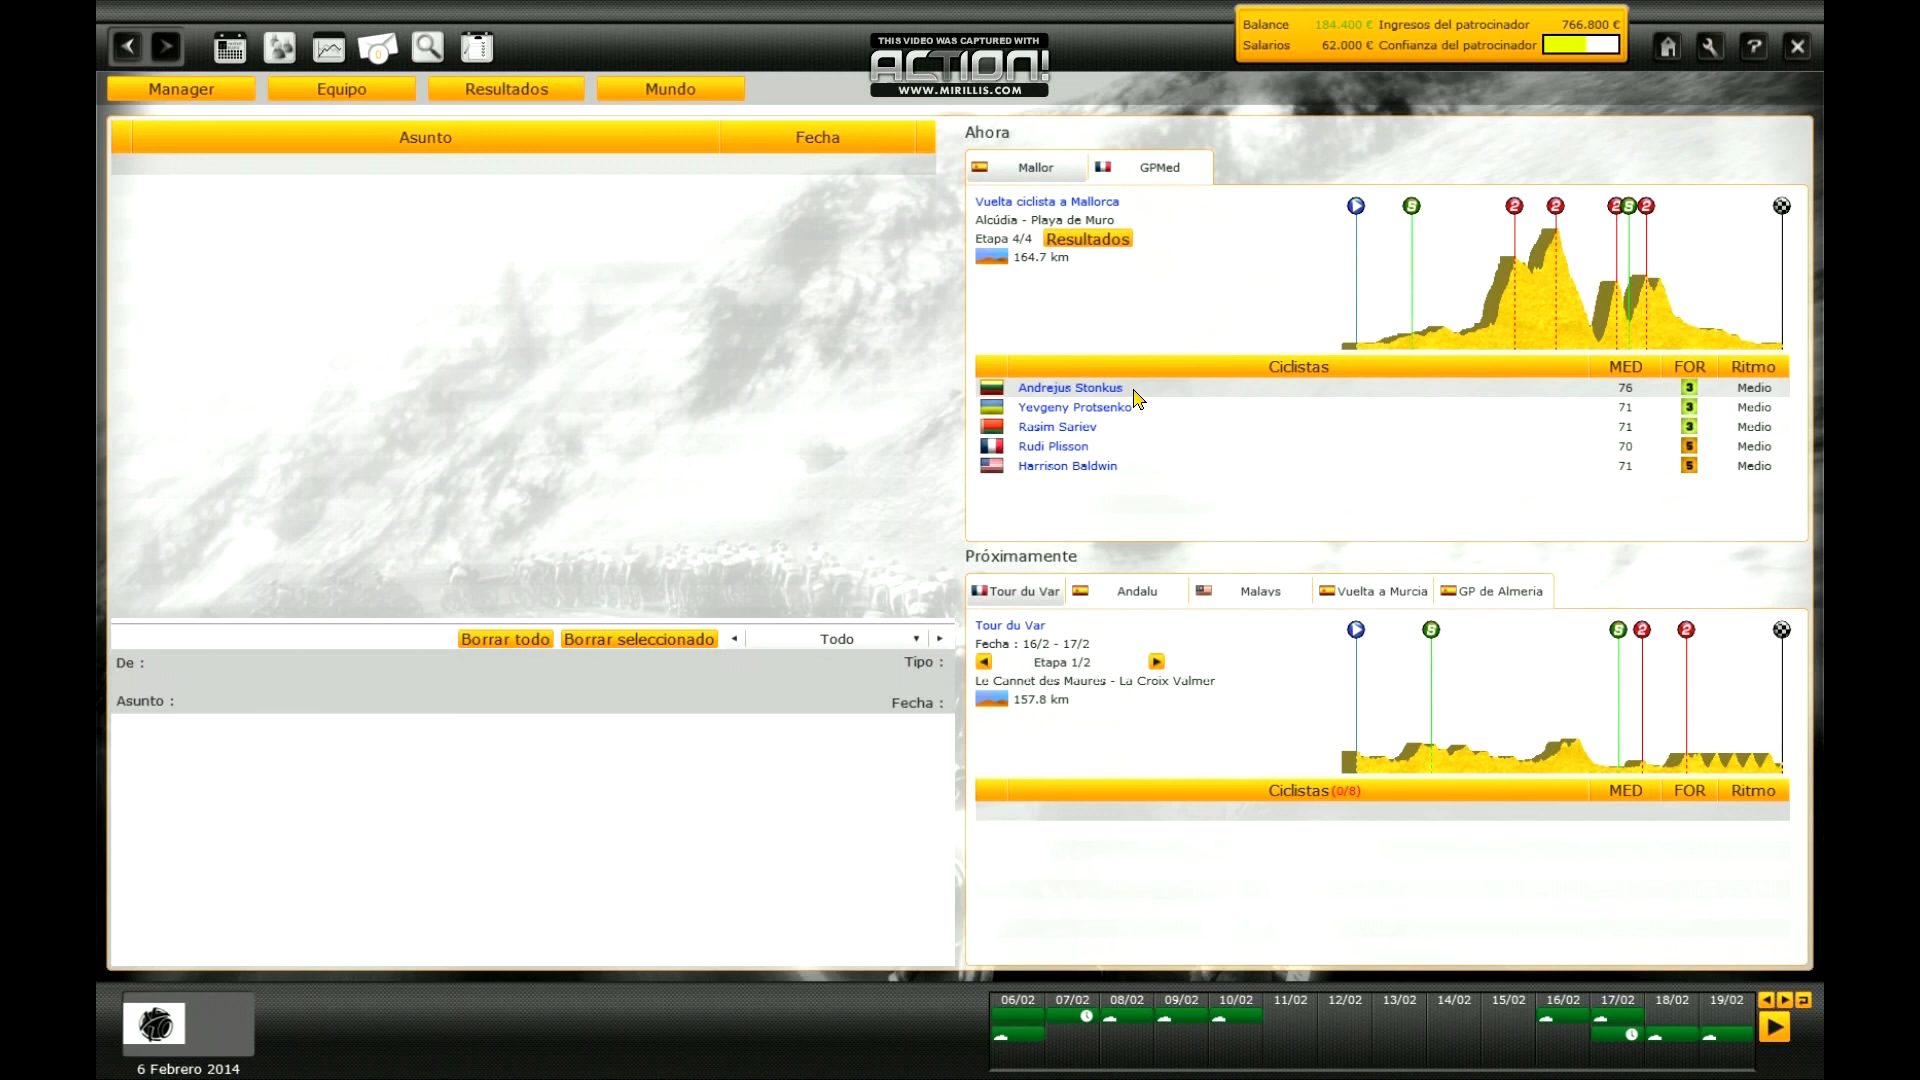 THIS VIDEO WAS CAPTURED WITH
ACTION!
WWW.MIRILLIS.COM
Balance 184.400 € Ingresos del patrocinador 766.800 €
Salarios 62.000 € Confianza del patrocinador
0
Manager Equipo Resultados Mundo
Asunto Fecha
Borrar todo Borrar seleccionado Todo
De : Tipo :
Asunto : Fecha :
Ahora
Mallor GPMed
Vuelta ciclista a Mallorca
Alcúdia - Playa de Muro
Etapa 4/4 Resultados
164.7 km
S 2 2 2 S 2
Ciclistas MED FOR Ritmo
Andrejus Stonkus 76 3 Medio
Yevgeny Protsenko 71 3 Medio
Rasim Sariev 71 3 Medio
Rudi Plisson 70 5 Medio
Harrison Baldwin 71 5 Medio
Próximamente
Tour du Var Andalu Malays Vuelta a Murcia GP de Almeria
Tour du Var
Fecha : 16/2 - 17/2
Etapa 1/2
Le Cannet des Maures - La Croix Valmer
157.8 km
S S 2 2
Ciclistas (0/8) MED FOR Ritmo
6 Febrero 2014
06/02 07/02 08/02 09/02 10/02 11/02 12/02 13/02 14/02 15/02 16/02 17/02 18/02 19/02